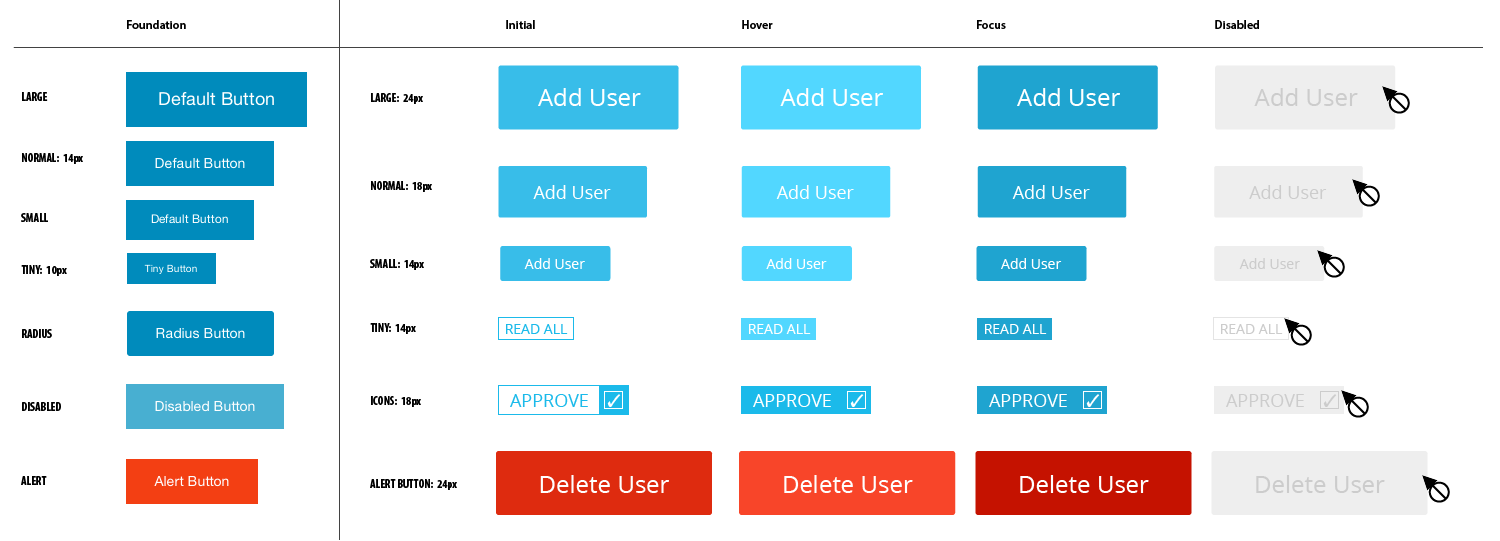 Foundation
Initial
Hover
Focus
Disabled
LARGE
Default Button
LARGE: 24px
Add User
Add User
Add User
Add User
NORMAL: 14px
Default Button
NORMAL: 18px
Add User
Add User
Add User
Add User
SMALL
Default Button
SMALL: 14px
Add User
Add User
Add User
Add User
TINY: 10px
Tiny Button
TINY: 14px
READ ALL
READ ALL
READ ALL
READ ALL
RADIUS
Radius Button
DISABLED
Disabled Button
ICONS: 18px
APPROVE
APPROVE
APPROVE
APPROVE
ALERT
Alert Button
ALERT BUTTON: 24px
Delete User
Delete User
Delete User
Delete User